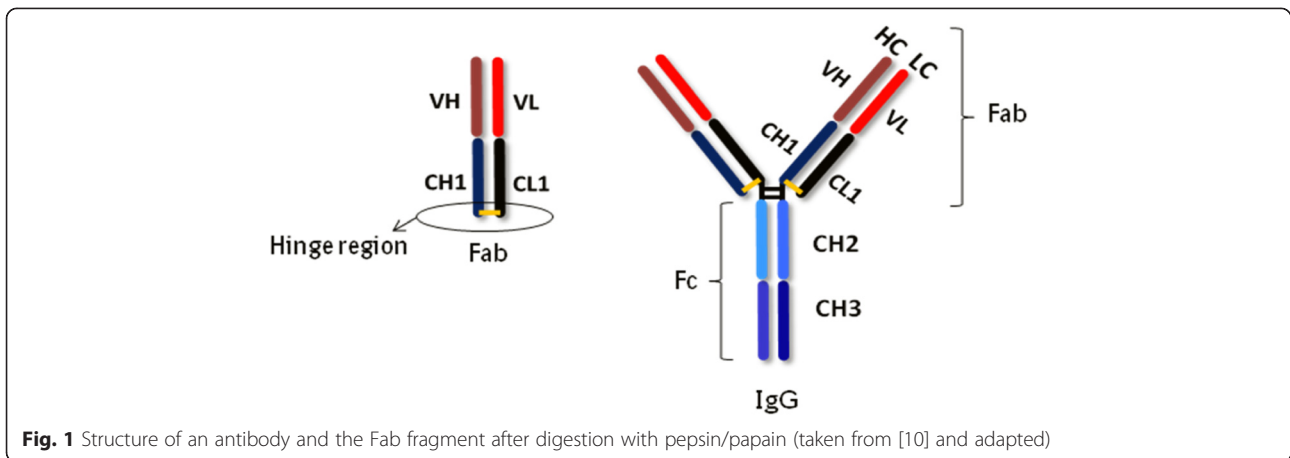 VH
VL
CH1
CL1
Hinge region
Fab
HC LC
VH
VL
CH1
CL1
Fab
Fc
CH2
CH3
IgG
Fig. 1 Structure of an antibody and the Fab fragment after digestion with pepsin/papain (taken from [10] and adapted)